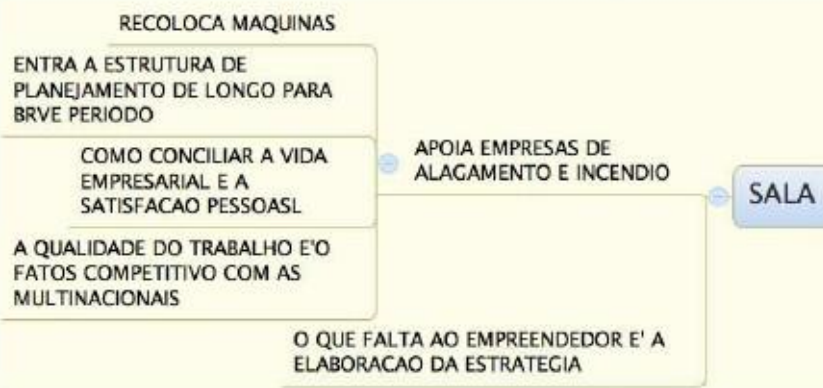 RECOLOCA MAQUINAS
ENTRA A ESTRUTURA DE
PLANEJAMENTO DE LONGO PARA
BRVE PERIODO
COMO CONCILIAR A VIDA
EMPRESARIAL E A
SATISFACAO PESSOASL
A QUALIDADE DO TRABALHO E'O
FATOS COMPETITIVO COM AS
MULTINACIONAIS
APOIA EMPRESAS DE
ALAGAMENTO E INCENDIO
O QUE FALTA AO EMPREENDEDOR E' A
ELABORACAO DA ESTRATEGIA
SALA